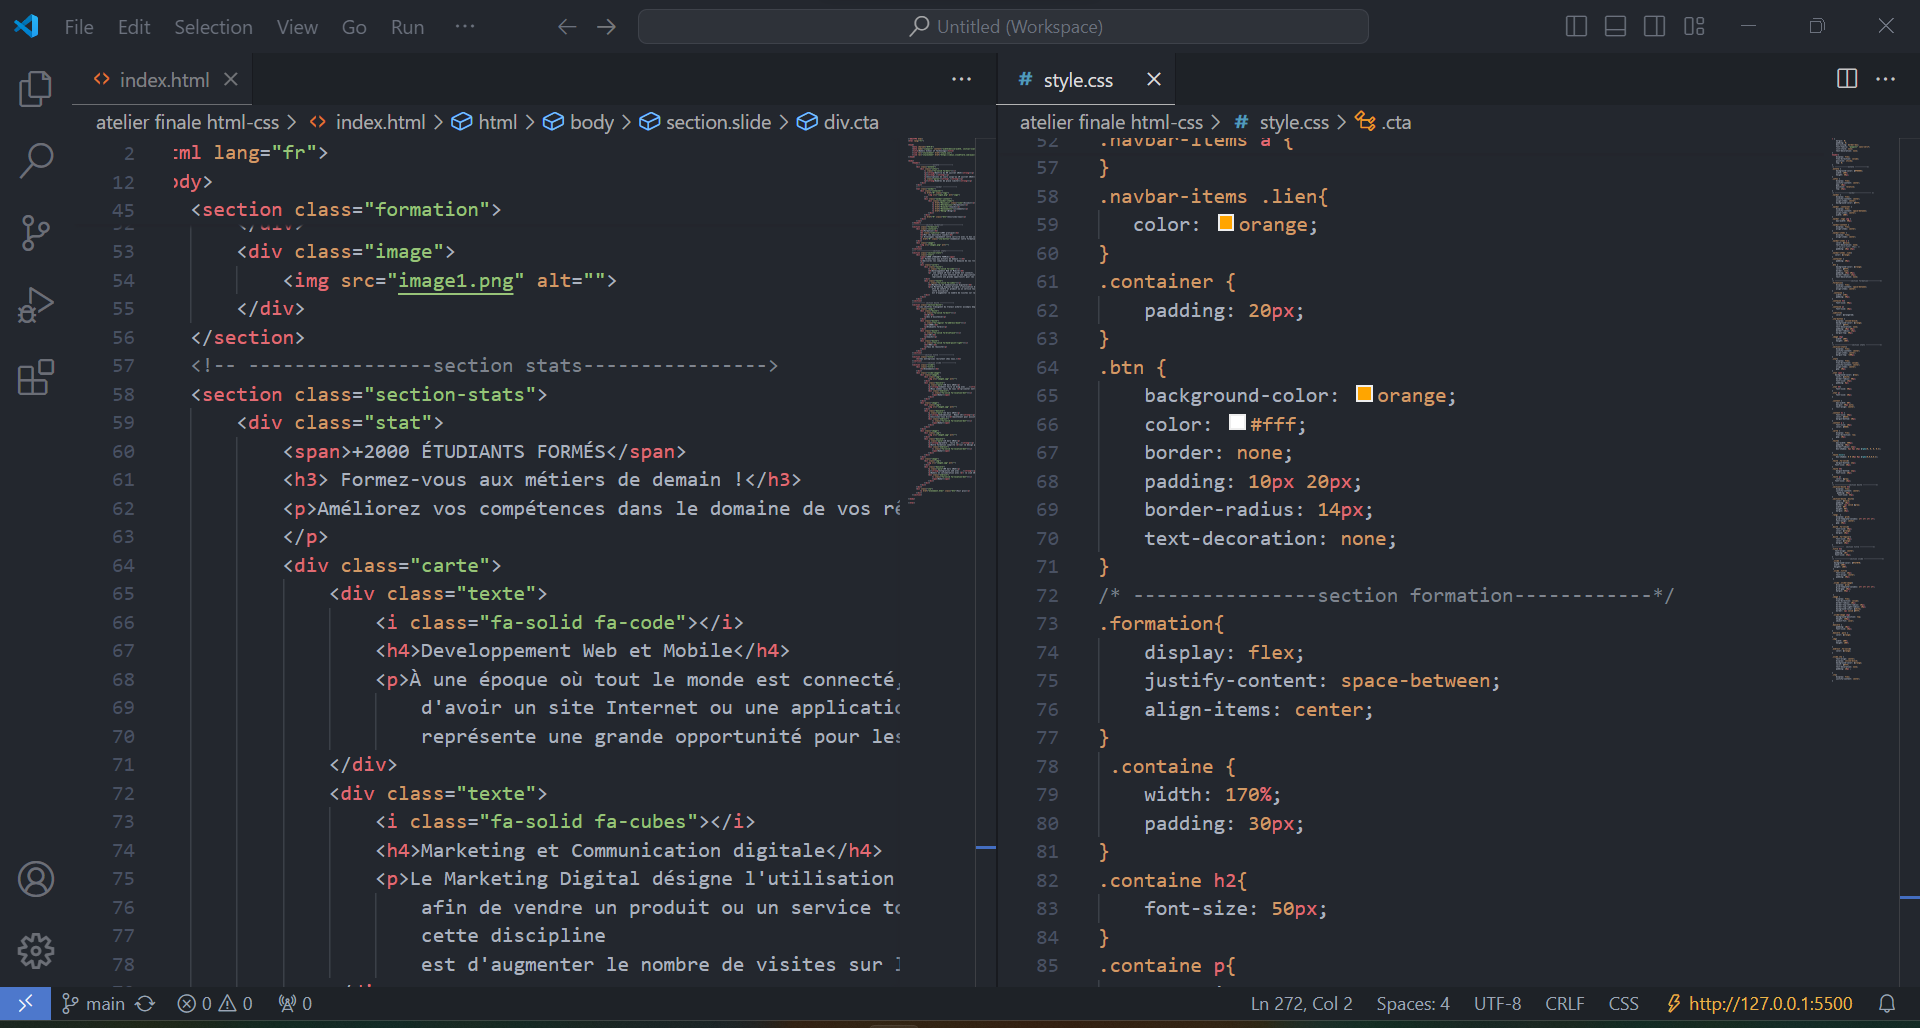 File Edit Selection View Go Run ··· Untitled (Workspace)
index.html
# style.css
atelier finale html-css > index.html > html > body > section.slide > div.cta
atelier finale html-css > # style.css > .cta
2 tml lang="fr">
12 ody>
45 <section class="formation">
52 </div>
53 <div class="image">
54 <img src="image1.png" alt="">
55 </div>
56 </section>
57 <!-- ----------------section stats---------------->
58 <section class="section-stats">
59 <div class="stat">
60 <span>+2000 ÉTUDIANTS FORMÉS</span>
61 <h3> Formez-vous aux métiers de demain !</h3>
62 <p>Améliorez vos compétences dans le domaine de vos rê
63 </p>
64 <div class="carte">
65 <div class="texte">
66 <i class="fa-solid fa-code"></i>
67 <h4>Developpement Web et Mobile</h4>
68 <p>À une époque où tout le monde est connecté,
69 d'avoir un site Internet ou une applicatio
70 représente une grande opportunité pour les
71 </div>
72 <div class="texte">
73 <i class="fa-solid fa-cubes"></i>
74 <h4>Marketing et Communication digitale</h4>
75 <p>Le Marketing Digital désigne l'utilisation
76 afin de vendre un produit ou un service to
77 cette discipline
78 est d'augmenter le nombre de visites sur l
52 .navbar-items a {
57 }
58 .navbar-items .lien{
59 color: orange;
60 }
61 .container {
62 padding: 20px;
63 }
64 .btn {
65 background-color: orange;
66 color: #fff;
67 border: none;
68 padding: 10px 20px;
69 border-radius: 14px;
70 text-decoration: none;
71 }
72 /* ----------------section formation------------*/
73 .formation{
74 display: flex;
75 justify-content: space-between;
76 align-items: center;
77 }
78 .containe {
79 width: 170%;
80 padding: 30px;
81 }
82 .containe h2{
83 font-size: 50px;
84 }
85 .containe p{
main 0 0 0 Ln 272, Col 2 Spaces: 4 UTF-8 CRLF CSS http://127.0.0.1:5500